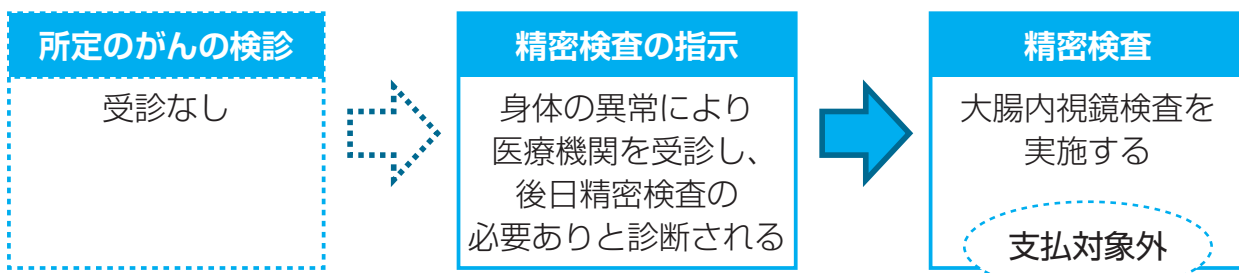 所定のがんの検診
受診なし
精密検査の指示
身体の異常により
医療機関を受診し、
後日精密検査の
必要ありと診断される
精密検査
大腸内視鏡検査を
実施する
支払対象外